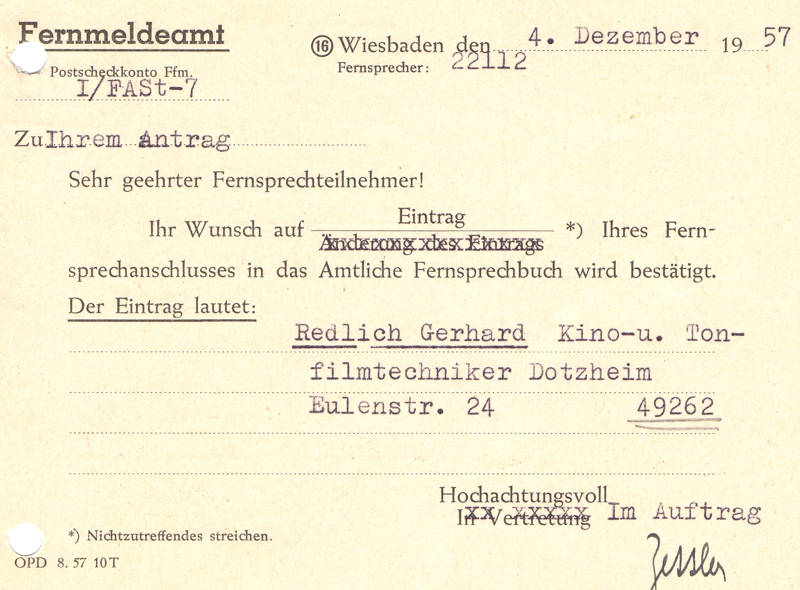 Fernmeldeamt
(16) Wiesbaden den 4. Dezember 1957
Postscheckkonto Ffm. Fernsprecher: 22112
I/FASt-7
Zu Ihrem Antrag
Sehr geehrter Fernsprechteilnehmer!
Eintrag
Ihr Wunsch auf *) Ihres Fern-
Änderung des Eintrags
sprechanschlusses in das Amtliche Fernsprechbuch wird bestätigt.
Der Eintrag lautet:
Redlich Gerhard Kino-u. Ton-
filmtechniker Dotzheim
Eulenstr. 24 49262
Hochachtungsvoll
In Vertretung Im Auftrag
*) Nichtzutreffendes streichen.
Zessler
OPD 8. 57 10T